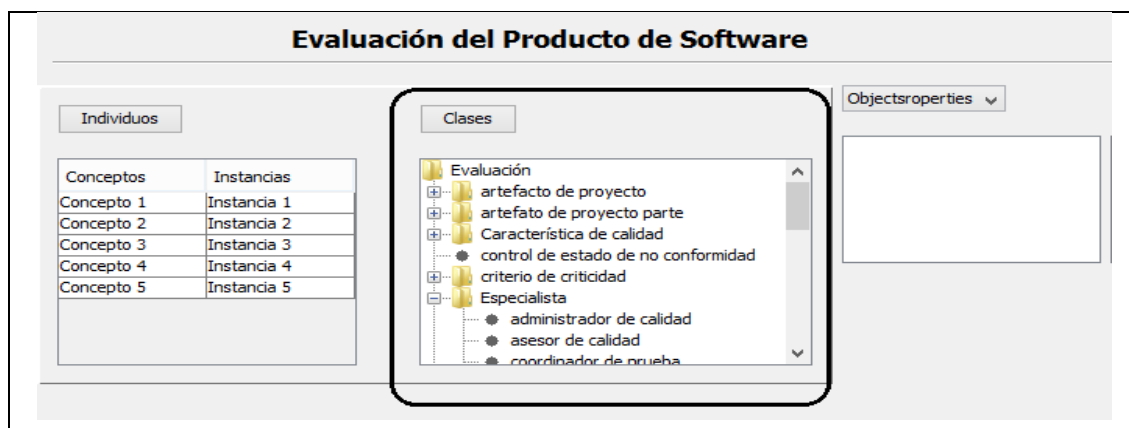 Evaluación del Producto de Software
Individuos
Clases
Objectsroperties
Conceptos Instancias
Concepto 1 Instancia 1
Concepto 2 Instancia 2
Concepto 3 Instancia 3
Concepto 4 Instancia 4
Concepto 5 Instancia 5
Evaluación
artefacto de proyecto
artefato de proyecto parte
Característica de calidad
control de estado de no conformidad
criterio de criticidad
Especialista
administrador de calidad
asesor de calidad
coordinador de prueba